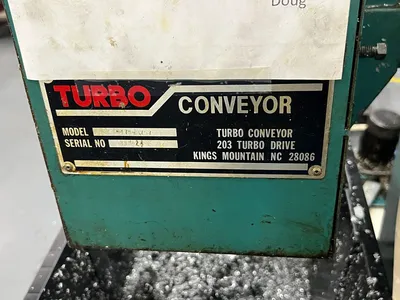 Doug
TURBO CONVEYOR
MODEL
SERIAL NO
TURBO CONVEYOR
203 TURBO DRIVE
KINGS MOUNTAIN NC 28086